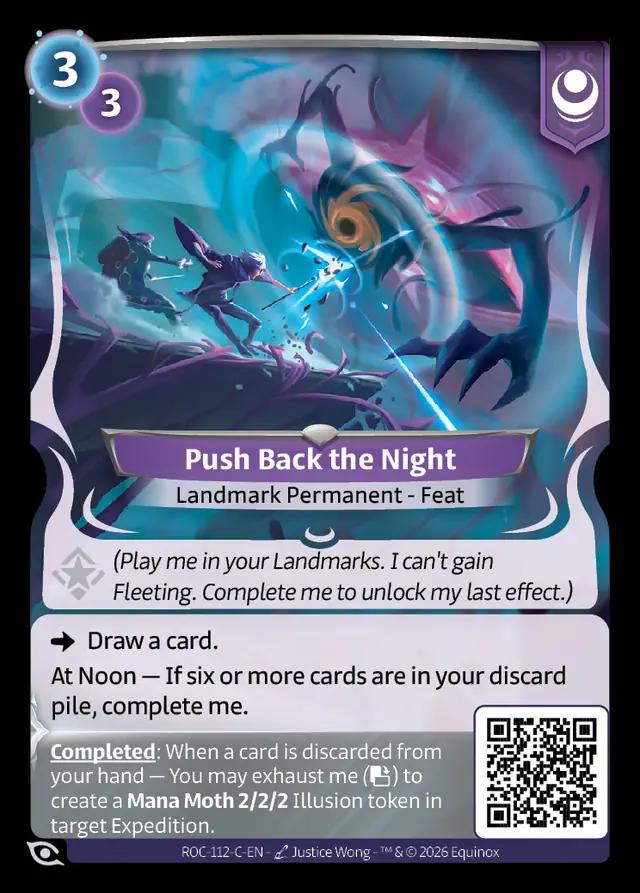 3
3
Push Back the Night
Landmark Permanent - Feat
(Play me in your Landmarks. I can't gain
Fleeting. Complete me to unlock my last effect.)
Draw a card.
At Noon — If six or more cards are in your discard
pile, complete me.
Completed: When a card is discarded from
your hand — You may exhaust me () to
create a Mana Moth 2/2/2 Illusion token in
target Expedition.
ROC-112-C-EN - Justice Wong - ™ & © 2026 Equinox